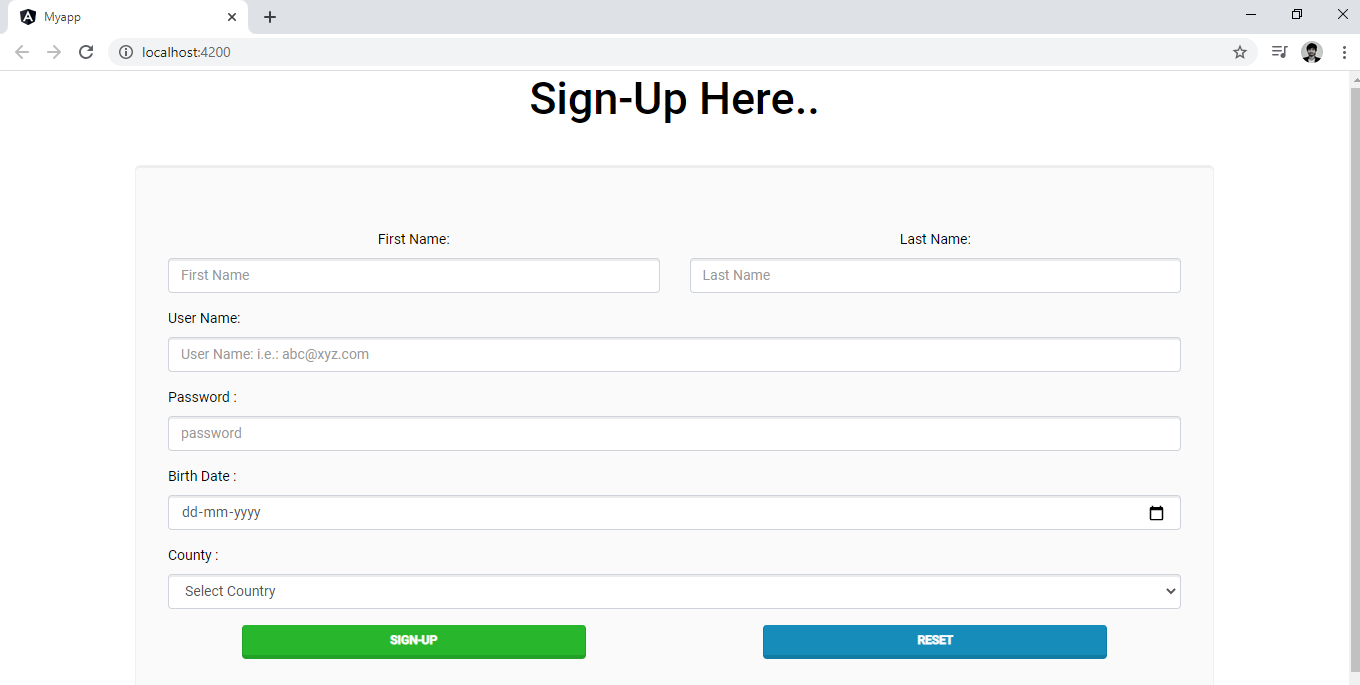 Myapp
localhost:4200
Sign-Up Here..
First Name: Last Name:
First Name Last Name
User Name:
User Name: i.e.: abc@xyz.com
Password :
password
Birth Date :
dd-mm-yyyy
County :
Select Country
SIGN-UP RESET